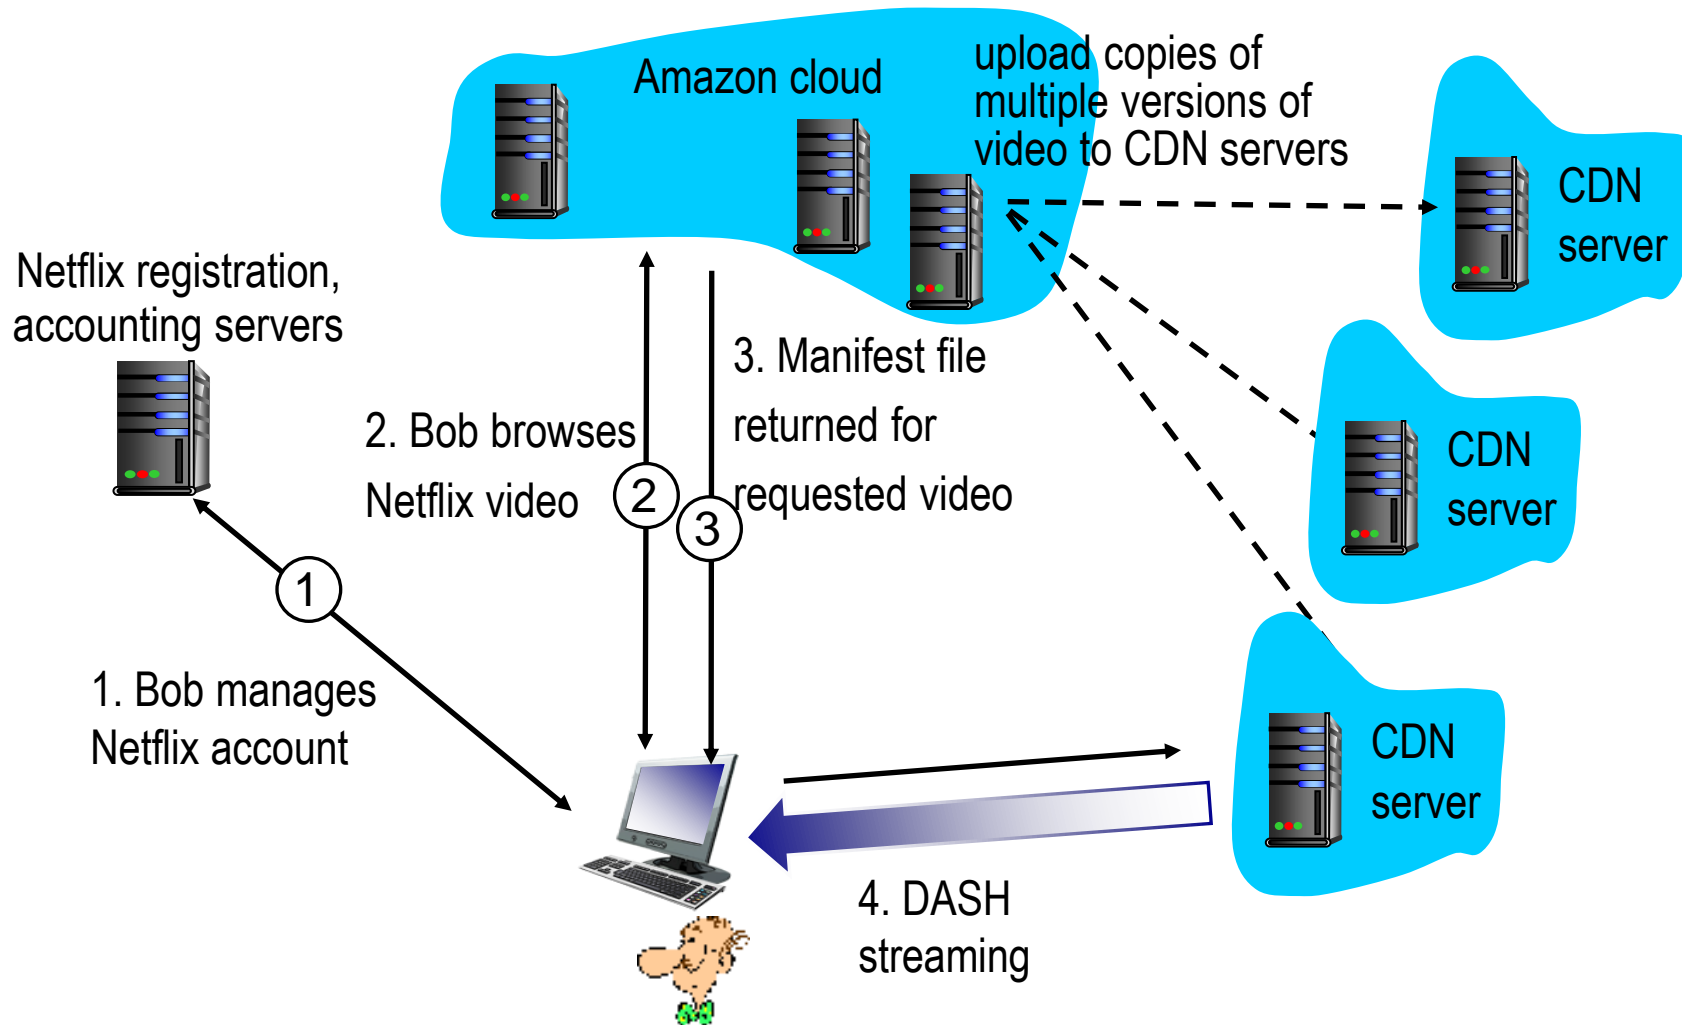 Amazon cloud
upload copies of
multiple versions of
video to CDN servers
CDN
server
Netflix registration,
accounting servers
3. Manifest file
returned for
requested video
2. Bob browses
Netflix video
2
3
CDN
server
1
1. Bob manages
Netflix account
CDN
server
4. DASH
streaming